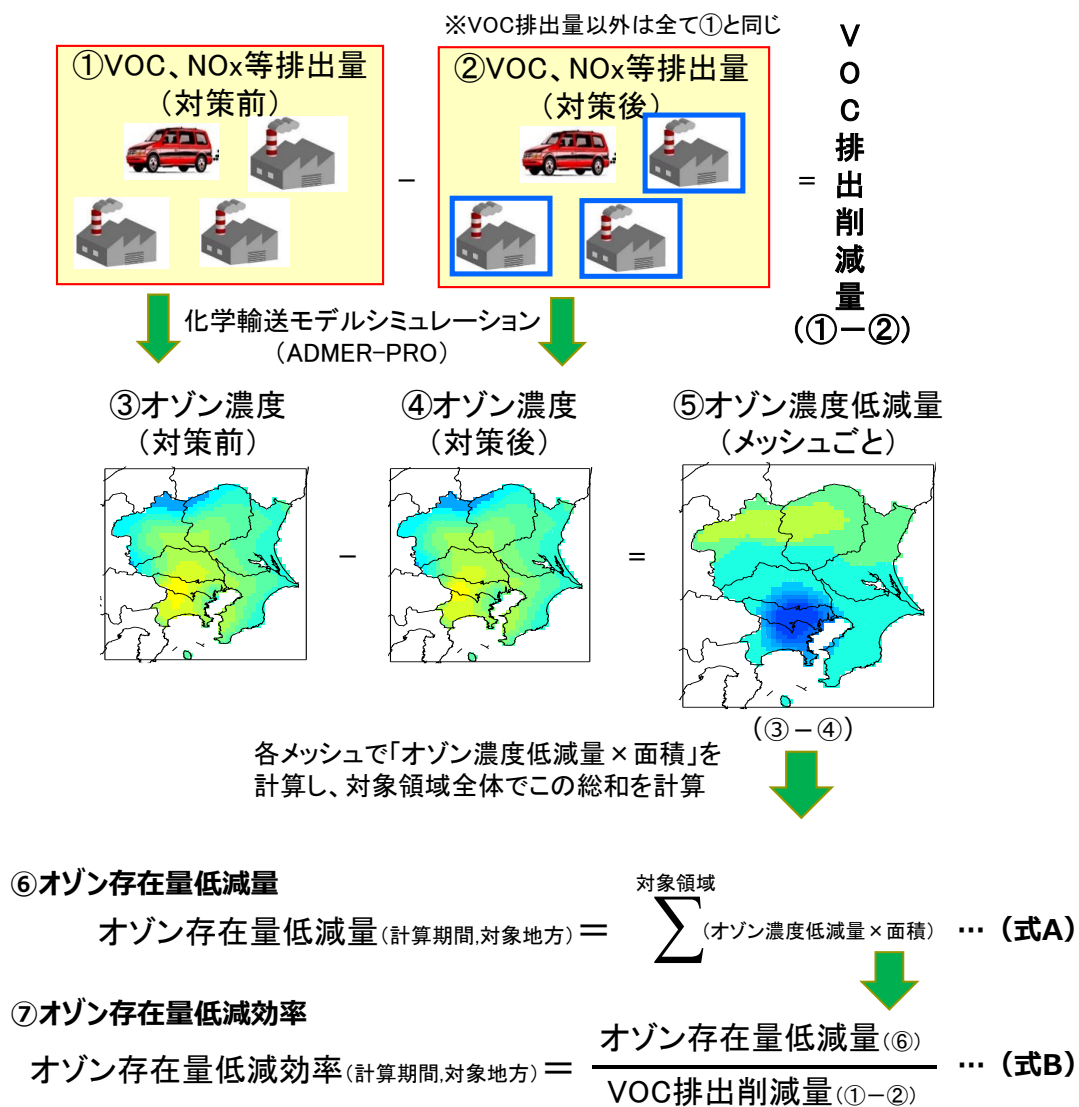 ※VOC排出量以外は全て①と同じ
①VOC、NOx等排出量
（対策前）
②VOC、NOx等排出量
（対策後）
－
＝
VOC排出削減量
（①－②）
化学輸送モデルシミュレーション
（ADMER-PRO）
③オゾン濃度
（対策前）
④オゾン濃度
（対策後）
⑤オゾン濃度低減量
（メッシュごと）
－
＝
（③－④）
各メッシュで「オゾン濃度低減量×面積」を
計算し、対象領域全体でこの総和を計算
⑥オゾン存在量低減量
対象領域
オゾン存在量低減量(計算期間,対象地方)＝ ∑(オゾン濃度低減量×面積) …（式A）
⑦オゾン存在量低減効率
オゾン存在量低減量(⑥)
オゾン存在量低減効率(計算期間,対象地方)＝ …（式B）
VOC排出削減量(①－②)